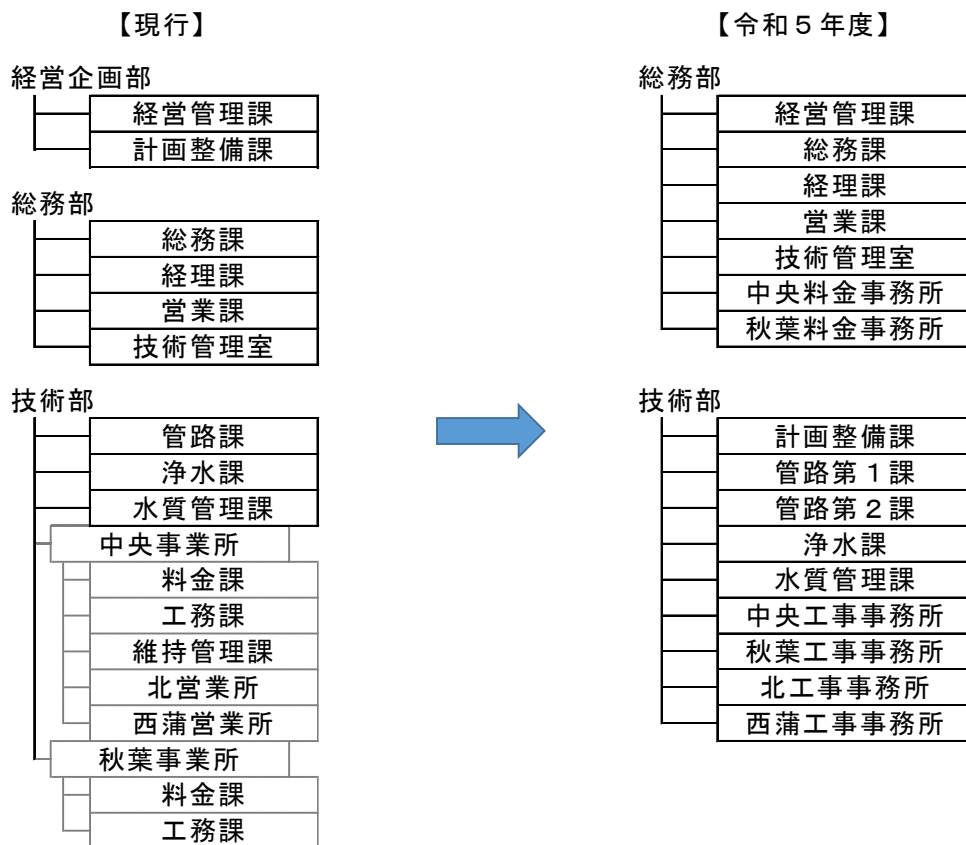 【現行】
経営企画部
経営管理課
計画整備課
総務部
総務課
経理課
営業課
技術管理室
技術部
管路課
浄水課
水質管理課
中央事業所
料金課
工務課
維持管理課
北営業所
西蒲営業所
秋葉事業所
料金課
工務課
【令和５年度】
総務部
経営管理課
総務課
経理課
営業課
技術管理室
中央料金事務所
秋葉料金事務所
技術部
計画整備課
管路第１課
管路第２課
浄水課
水質管理課
中央工事事務所
秋葉工事事務所
北工事事務所
西蒲工事事務所